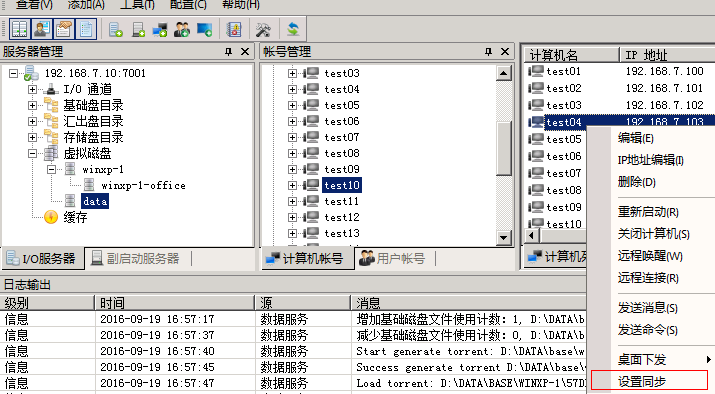 查看(V) 添加(A) 工具(T) 配置(C) 帮助(H)
服务器管理
192.168.7.10:7001
I/O 通道
基础盘目录
汇出盘目录
存储盘目录
虚拟磁盘
winxp-1
winxp-1-office
data
缓存
I/O服务器 副启动服务器
帐号管理
test03
test04
test05
test06
test07
test08
test09
test10
test11
test12
test13
计算机帐号 用户帐号
计算机名 IP 地址
test01 192.168.7.100
test02 192.168.7.101
test03 192.168.7.102
test04 192.168.7.103
test05
test06
test07
test08
test09
test10
计算机列
编辑(E)
IP地址编辑(I)
删除(D)
重新启动(R)
关闭计算机(S)
远程唤醒(W)
远程连接(R)
发送消息(S)
发送命令(S)
桌面下发
设置同步
日志输出
级别 时间 源 消息
信息 2016-09-19 16:57:17 数据服务 增加基础磁盘文件使用计数: 1, D:\DATA\b
信息 2016-09-19 16:57:37 数据服务 减少基础磁盘文件使用计数: 0, D:\DATA\b
信息 2016-09-19 16:57:40 数据服务 Start generate torrent: D:\DATA\base\w
信息 2016-09-19 16:57:45 数据服务 Success generate torrent D:\DATA\base\
信息 2016-09-19 16:57:47 数据服务 Load torrent: D:\DATA\BASE\WINXP-1\57D